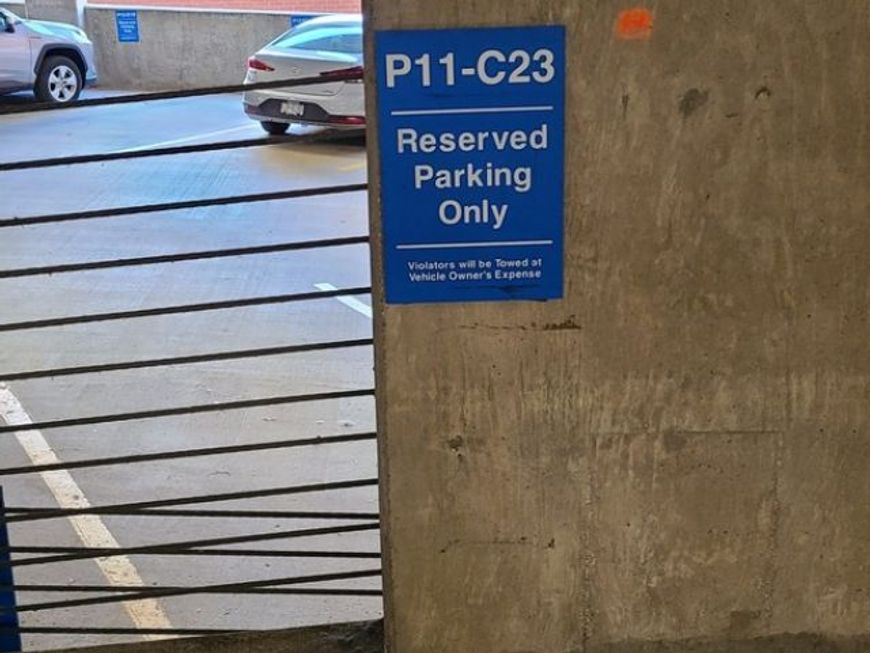 P11-C23
Reserved
Parking
Only
Violators will be Towed at
Vehicle Owner's Expense